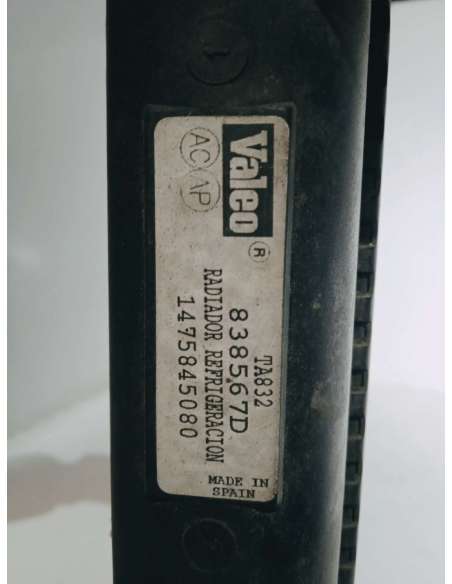 Valeo ®
AC AP
TA832
838567D
RADIADOR REFRIGERACION
1475845080
MADE IN
SPAIN